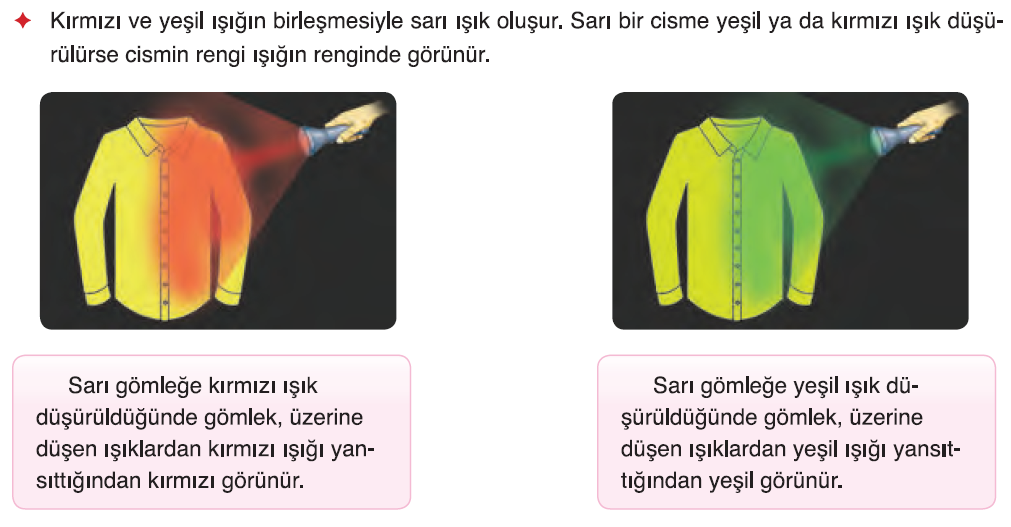 Kırmızı ve yeşil ışığın birleşmesiyle sarı ışık oluşur. Sarı bir cisme yeşil ya da kırmızı ışık düşü-
rülürse cismin rengi ışığın renginde görünür.
Sarı gömleğe kırmızı ışık
düşürüldüğünde gömlek, üzerine
düşen ışıklardan kırmızı ışığı yan-
sıttığından kırmızı görünür.
Sarı gömleğe yeşil ışık dü-
şürüldüğünde gömlek, üzerine
düşen ışıklardan yeşil ışığı yansıt-
tığından yeşil görünür.